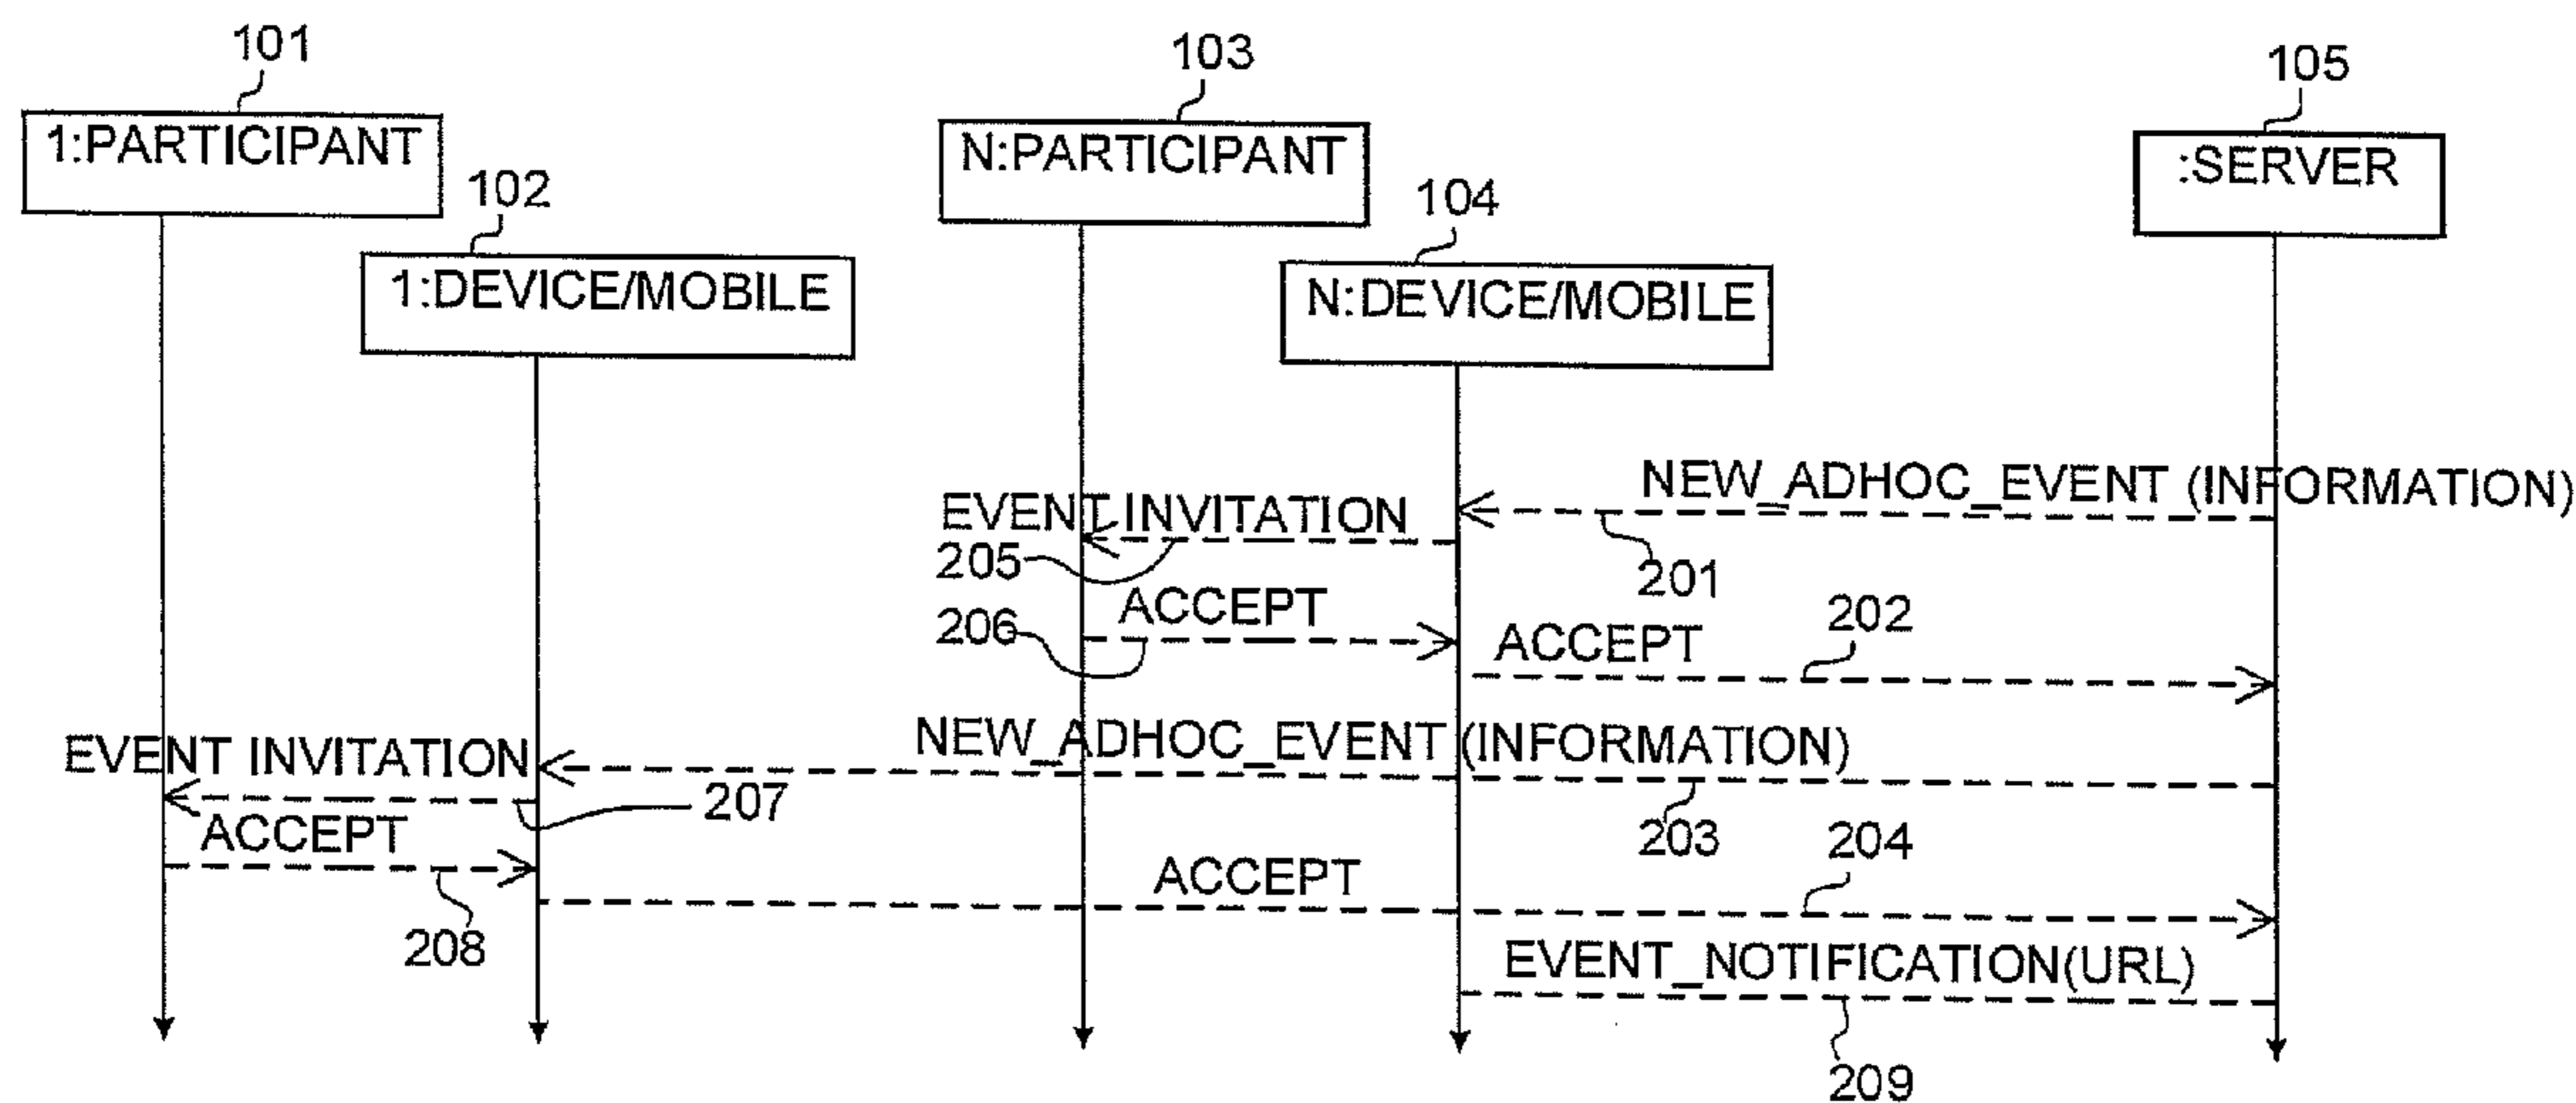 101
103
105
1:PARTICIPANT
N:PARTICIPANT
:SERVER
102
104
1:DEVICE/MOBILE
N:DEVICE/MOBILE
NEW_ADHOC_EVENT (INFORMATION)
EVENT INVITATION
205
201
ACCEPT
206
202
ACCEPT
NEW_ADHOC_EVENT (INFORMATION)
EVENT INVITATION
207
203
ACCEPT
204
ACCEPT
208
EVENT_NOTIFICATION(URL)
209